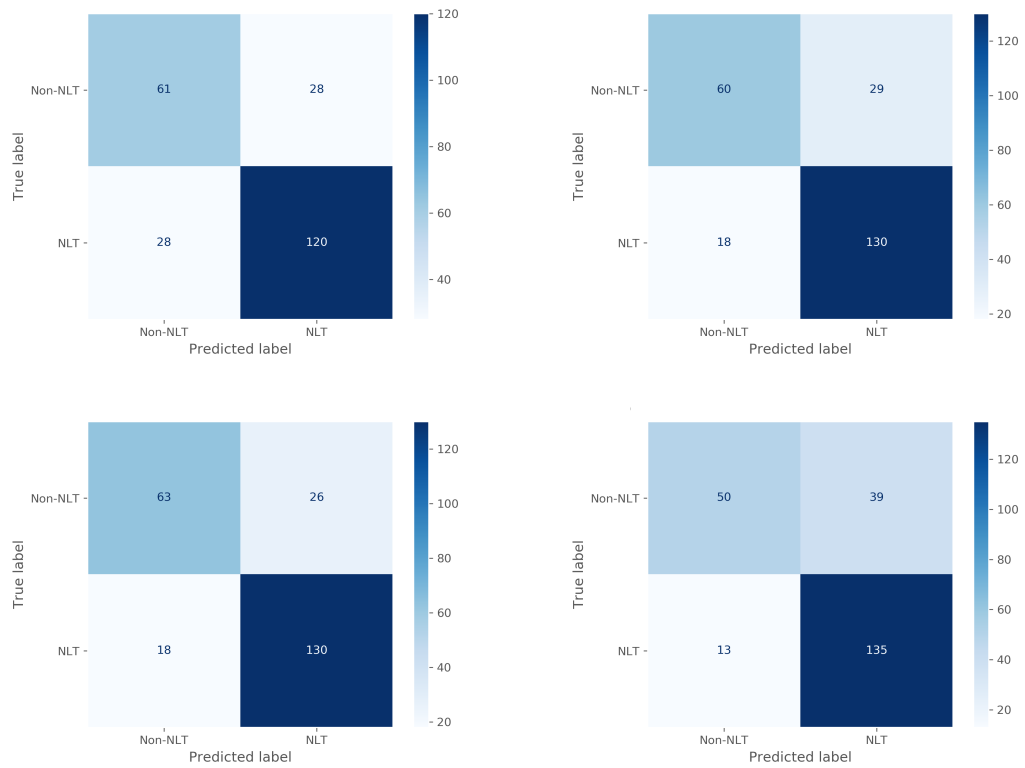 120
100
80
60
40
True label
Non-NLT
61
28
NLT
28
120
Non-NLT
NLT
Predicted label
120
100
80
60
40
20
True label
Non-NLT
60
29
NLT
18
130
Non-NLT
NLT
Predicted label
120
100
80
60
40
20
True label
Non-NLT
63
26
NLT
18
130
Non-NLT
NLT
Predicted label
120
100
80
60
40
20
True label
Non-NLT
50
39
NLT
13
135
Non-NLT
NLT
Predicted label